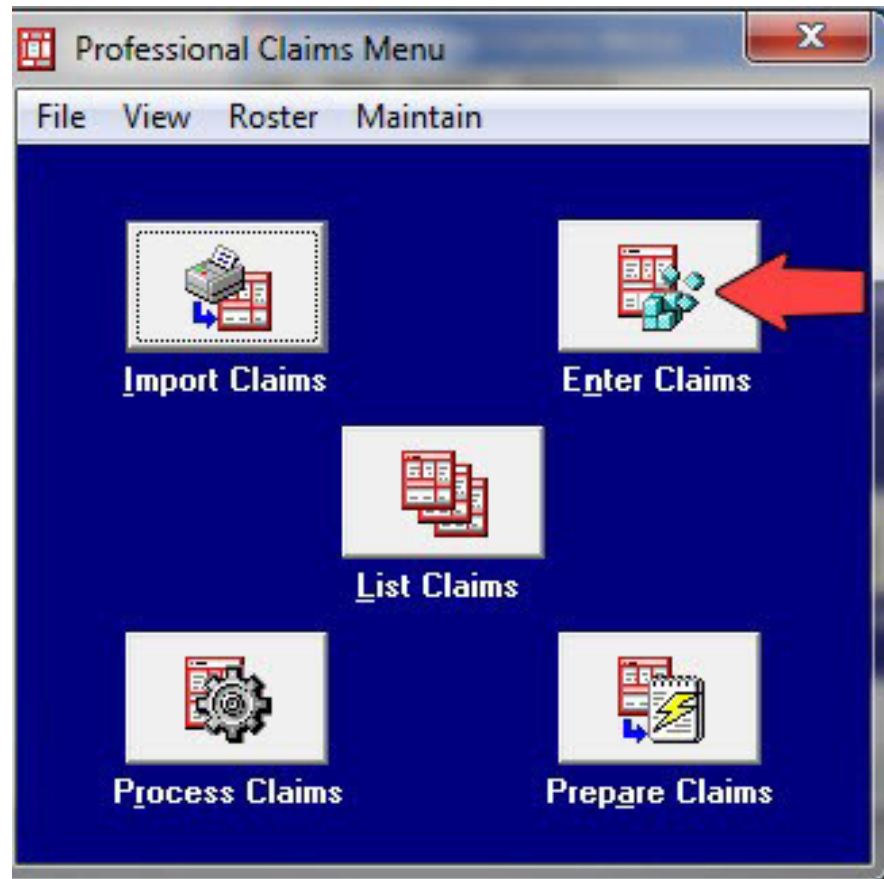 Professional Claims Menu
File View Roster Maintain
Import Claims
Enter Claims
List Claims
Process Claims
Prepare Claims